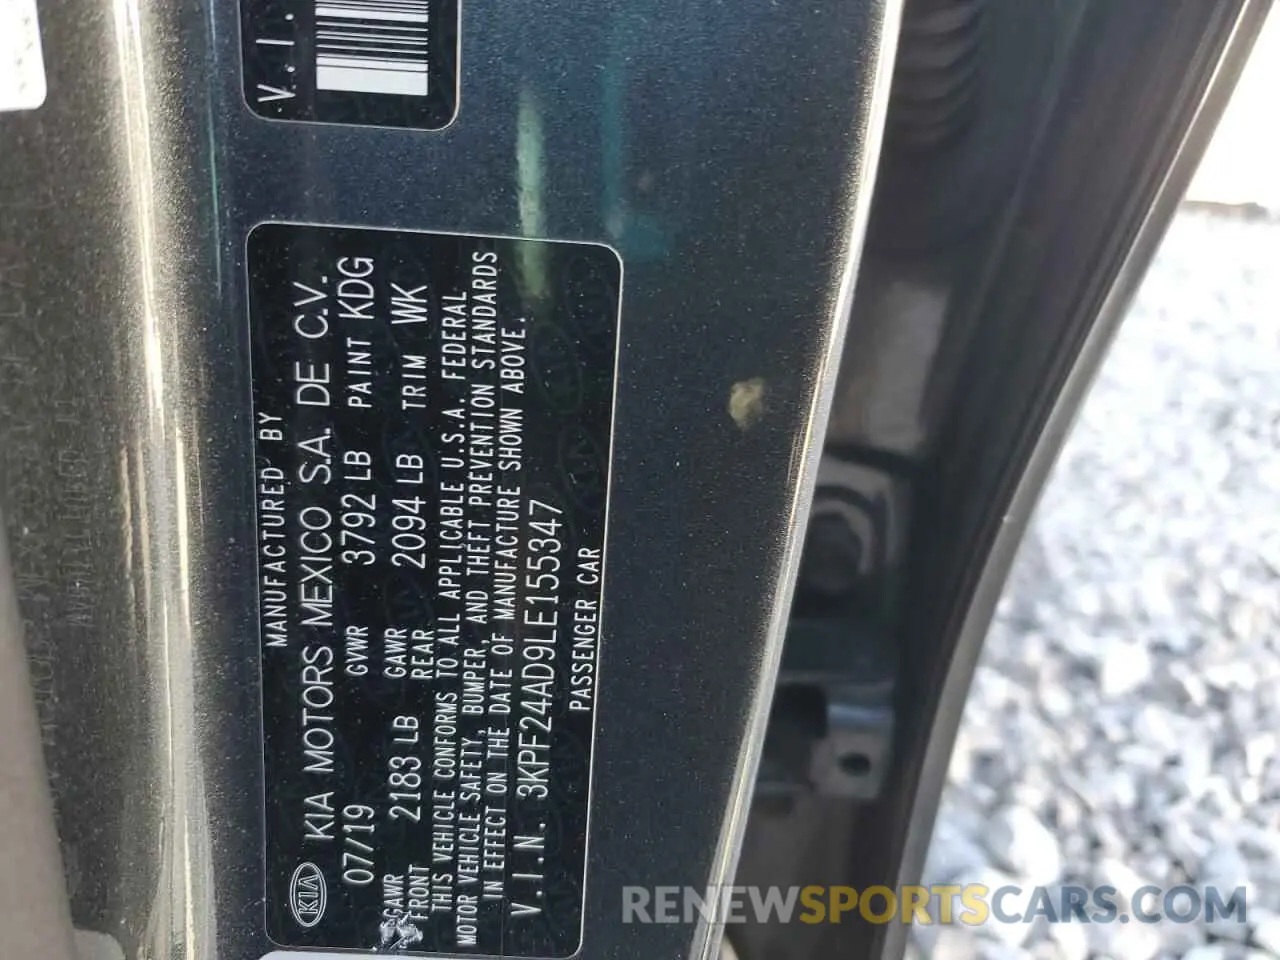 V.I.
MANUFACTURED BY
KIA KIA MOTORS MEXICO S.A. DE C.V.
07/19 GVWR 3792 LB PAINT KDG
GAWR FRONT 2183 LB GAWR REAR 2094 LB TRIM WK
THIS VEHICLE CONFORMS TO ALL APPLICABLE U.S.A. FEDERAL
MOTOR VEHICLE SAFETY, BUMPER, AND THEFT PREVENTION STANDARDS
IN EFFECT ON THE DATE OF MANUFACTURE SHOWN ABOVE.
V.I.N. 3KPF24AD9LE155347
PASSENGER CAR
RENEWSPORTSCARS.COM